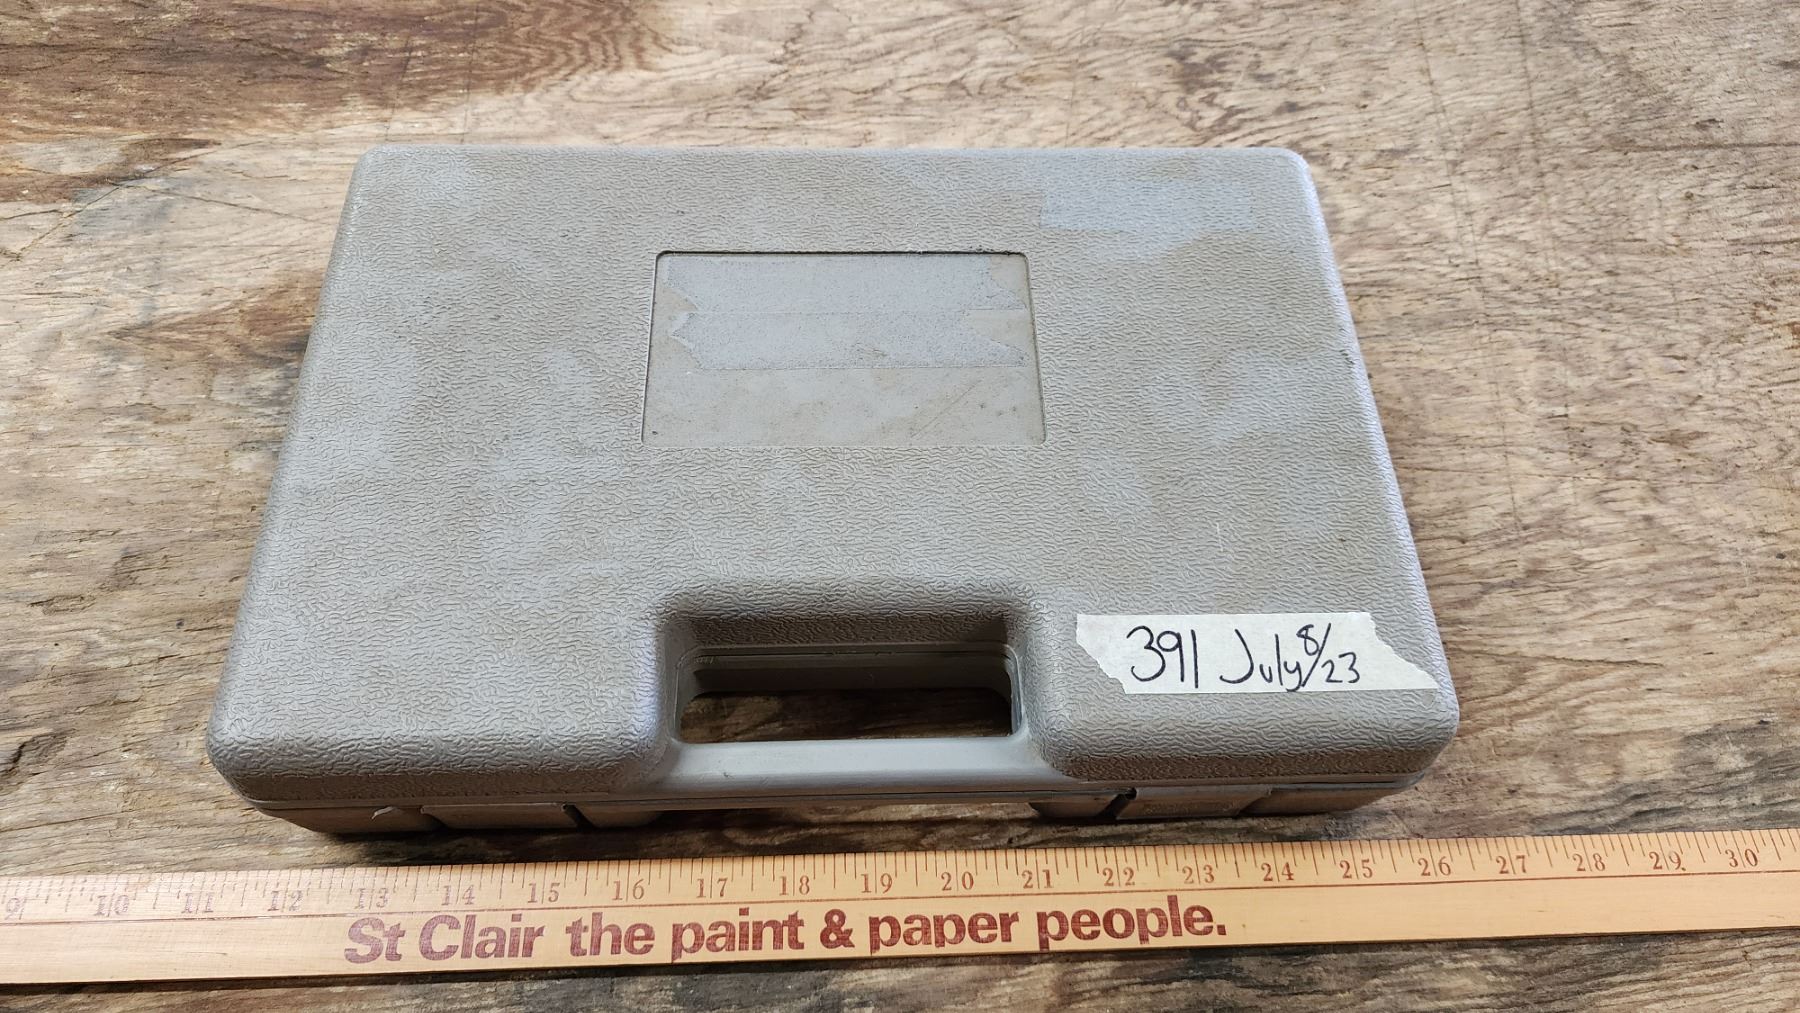 391 July 8/23
9 10 11 12 13 14 15 16 17 18 19 20 21 22 23 24 25 26 27 28 29 30
St Clair the paint & paper people.